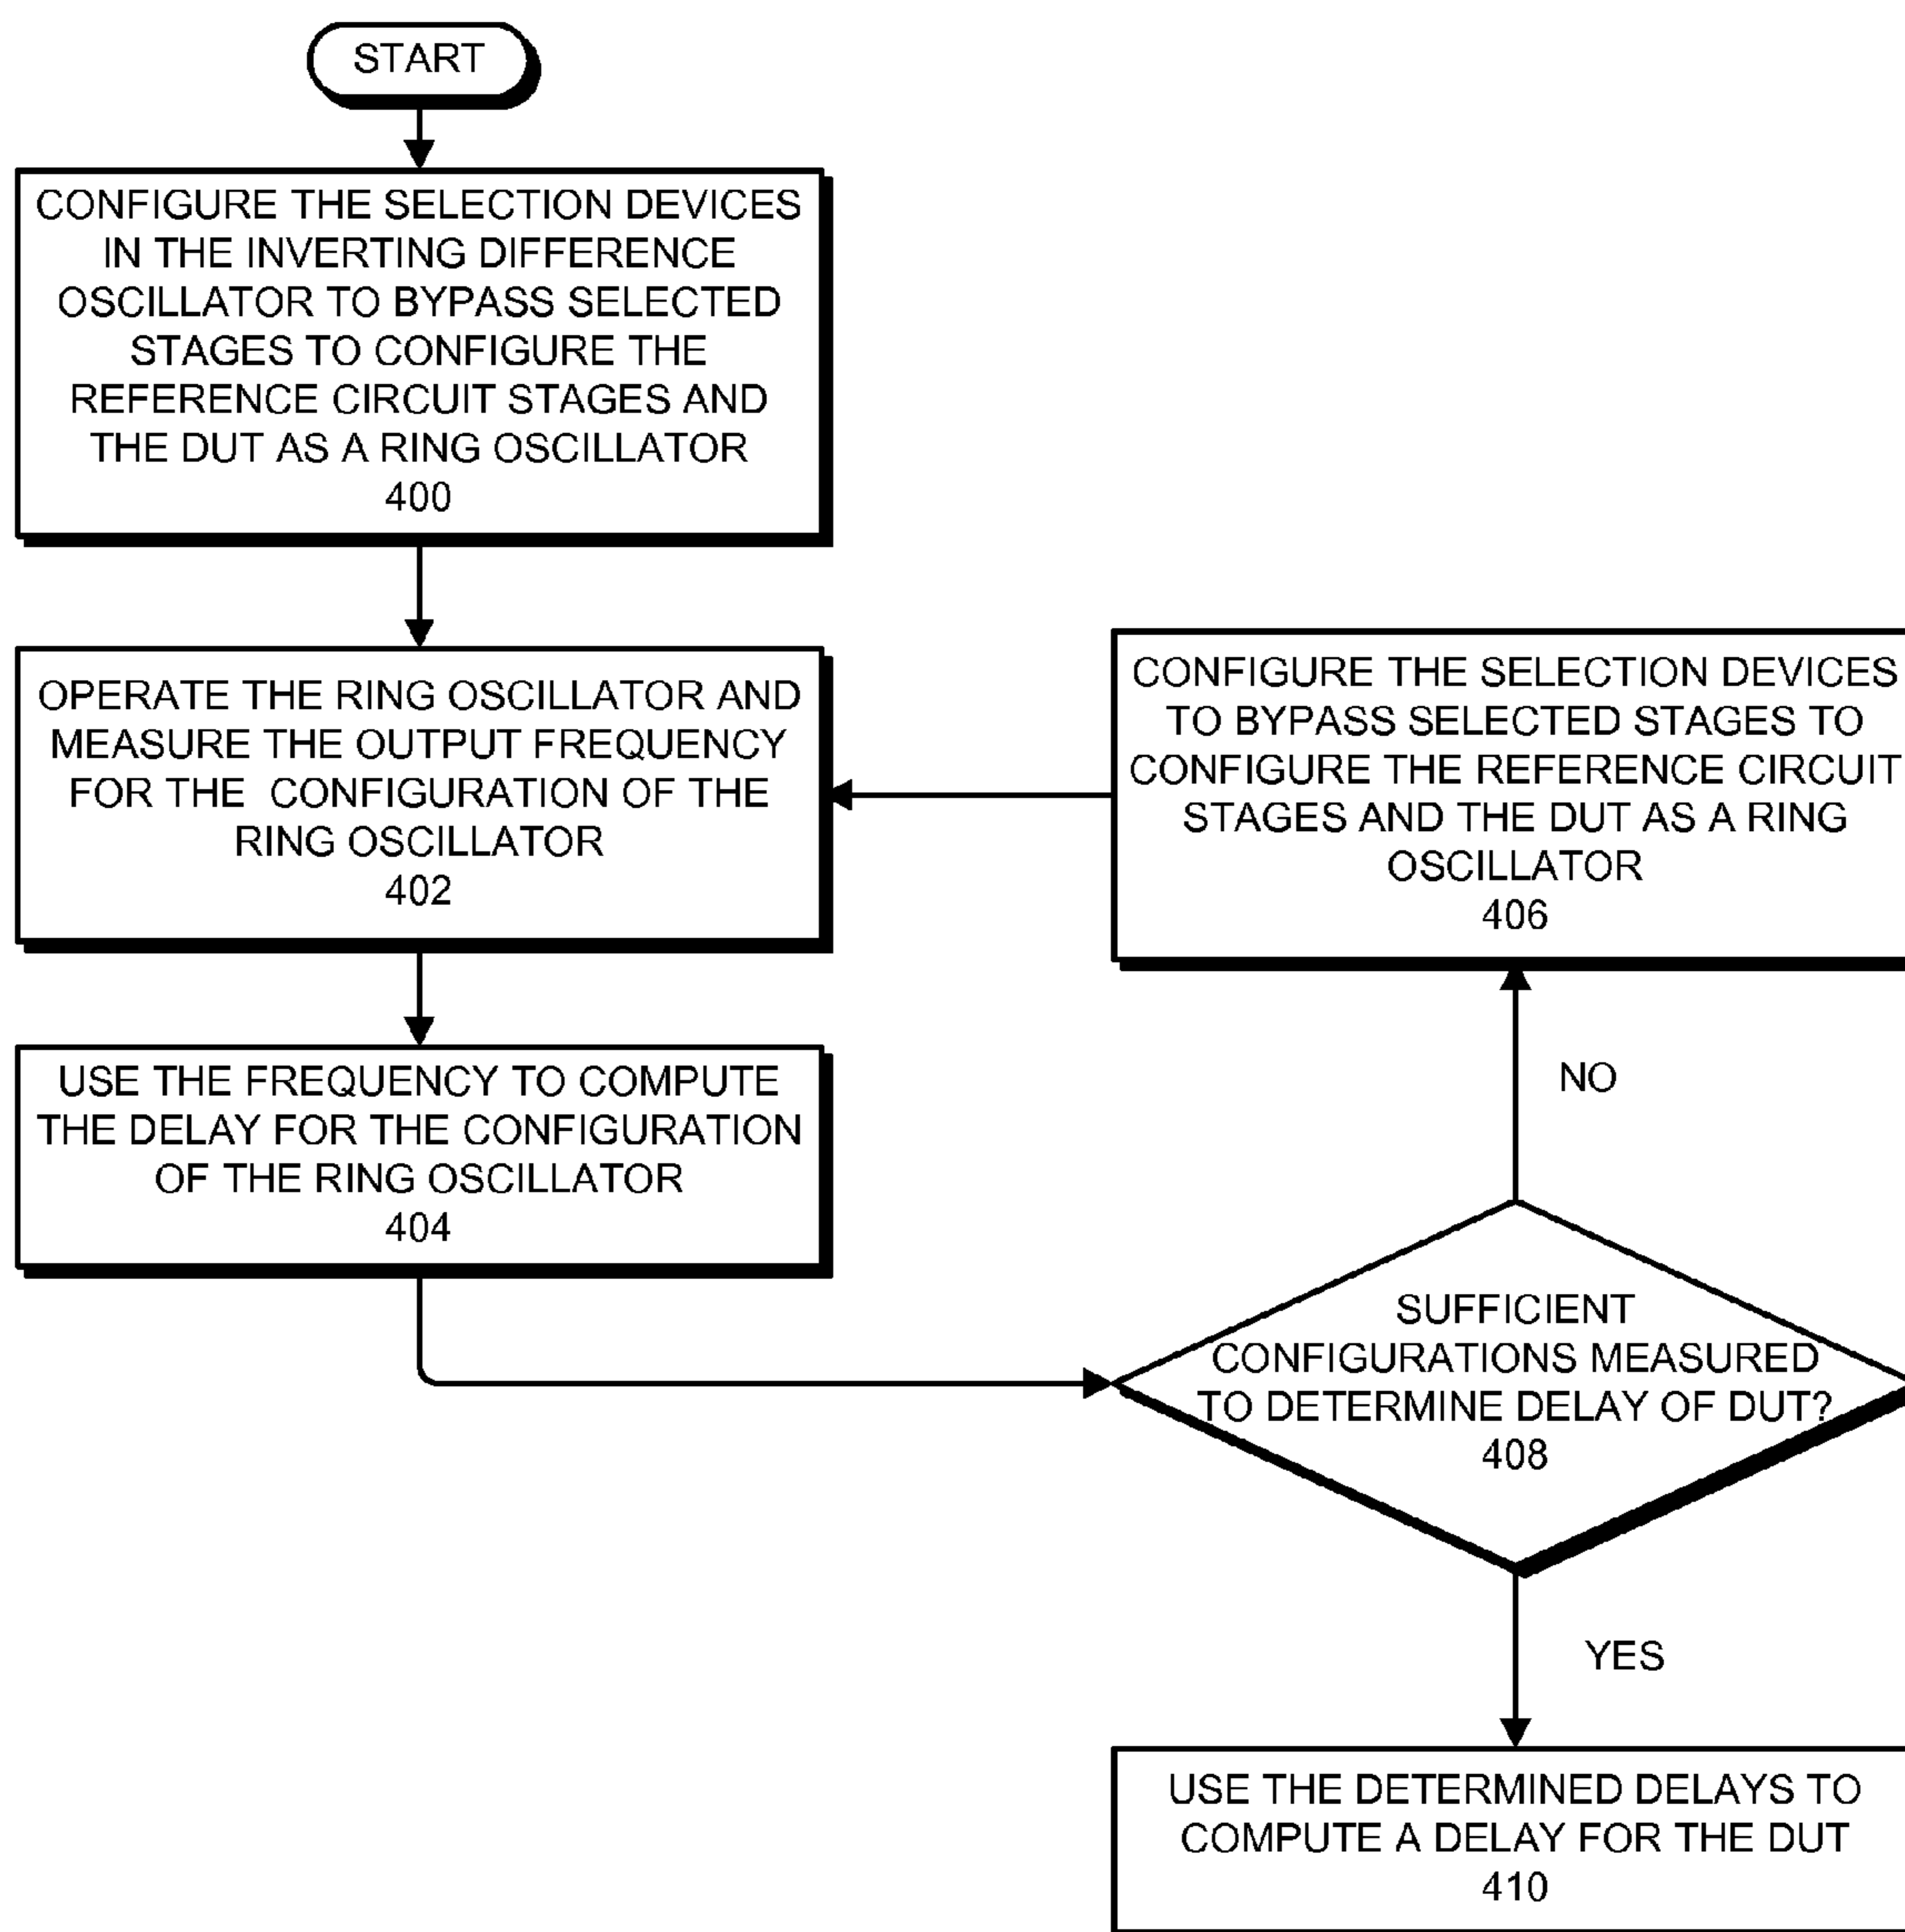 START
CONFIGURE THE SELECTION DEVICES
IN THE INVERTING DIFFERENCE
OSCILLATOR TO BYPASS SELECTED
STAGES TO CONFIGURE THE
REFERENCE CIRCUIT STAGES AND
THE DUT AS A RING OSCILLATOR
400
OPERATE THE RING OSCILLATOR AND
MEASURE THE OUTPUT FREQUENCY
FOR THE CONFIGURATION OF THE
RING OSCILLATOR
402
USE THE FREQUENCY TO COMPUTE
THE DELAY FOR THE CONFIGURATION
OF THE RING OSCILLATOR
404
CONFIGURE THE SELECTION DEVICES
TO BYPASS SELECTED STAGES TO
CONFIGURE THE REFERENCE CIRCUIT
STAGES AND THE DUT AS A RING
OSCILLATOR
406
NO
SUFFICIENT
CONFIGURATIONS MEASURED
TO DETERMINE DELAY OF DUT?
408
YES
USE THE DETERMINED DELAYS TO
COMPUTE A DELAY FOR THE DUT
410